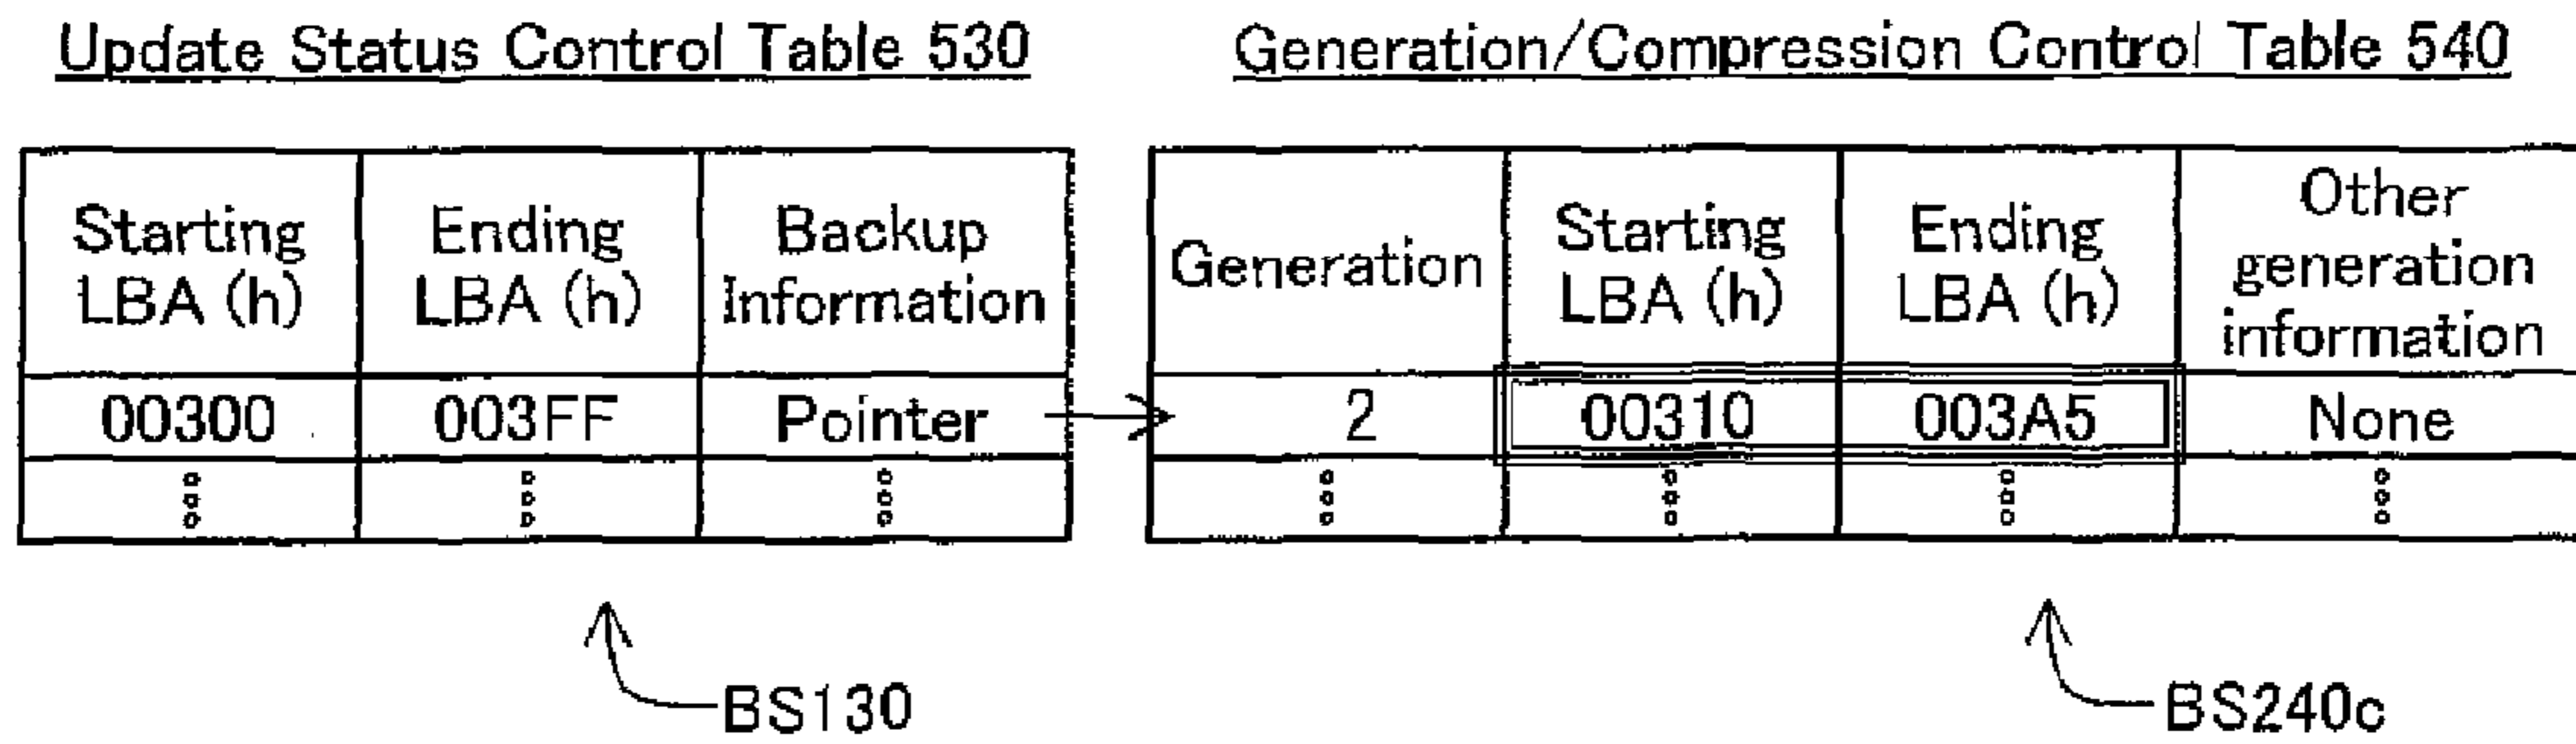 Update Status Control Table 530
Generation/Compression Control Table 540
Starting LBA (h)
Ending LBA (h)
Backup Information
Generation
Starting LBA (h)
Ending LBA (h)
Other generation information
00300
003FF
Pointer
2
00310
003A5
None
BS130
BS240c